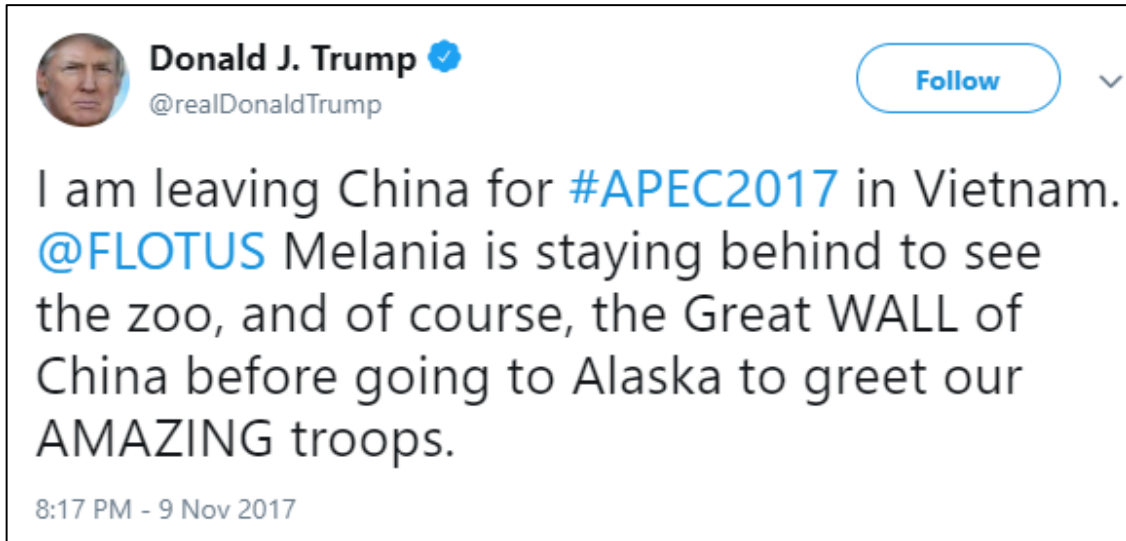 Donald J. Trump
@realDonaldTrump
Follow
I am leaving China for #APEC2017 in Vietnam.
@FLOTUS Melania is staying behind to see
the zoo, and of course, the Great WALL of
China before going to Alaska to greet our
AMAZING troops.
8:17 PM - 9 Nov 2017